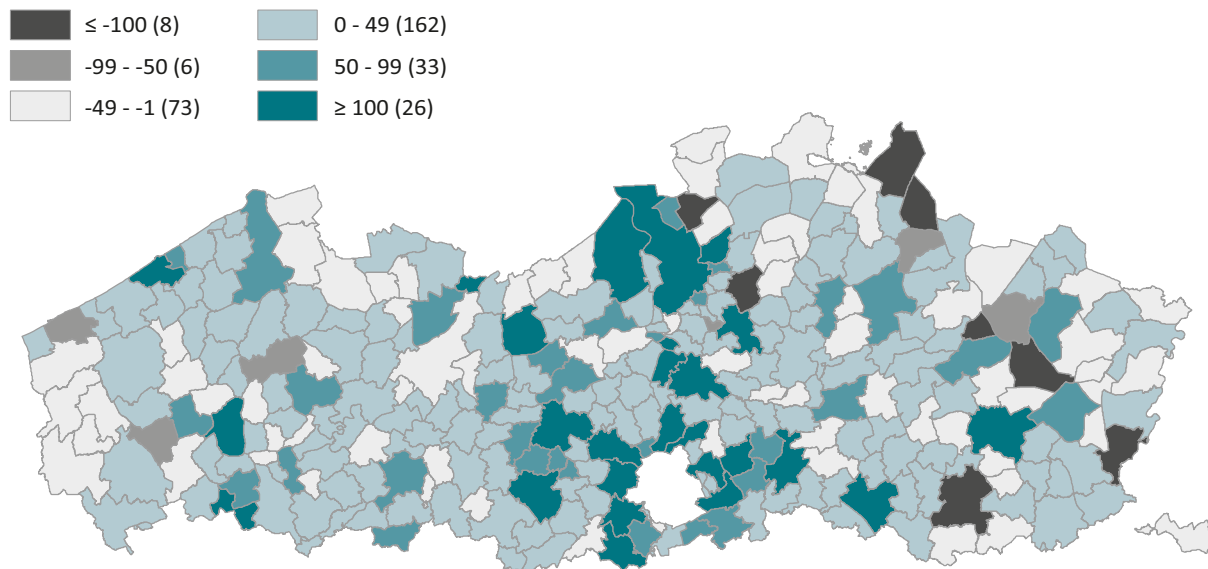 ≤ -100 (8)
0 - 49 (162)
-99 - -50 (6)
50 - 99 (33)
-49 - -1 (73)
≥ 100 (26)